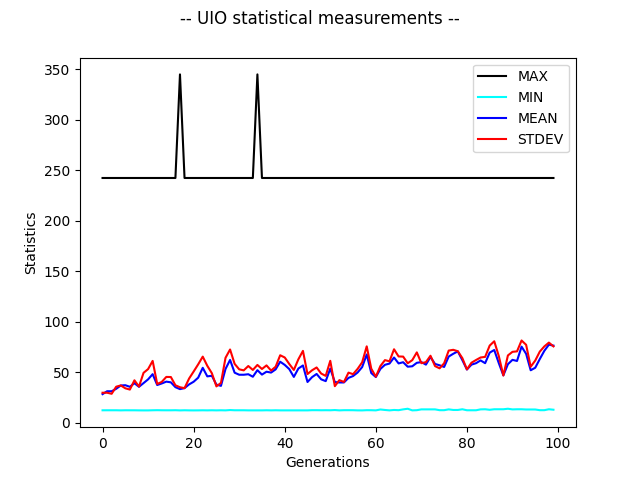 -- UIO statistical measurements --
350
300
250
200
150
100
50
0
Statistics
MAX
MIN
MEAN
STDEV
0 20 40 60 80 100
Generations